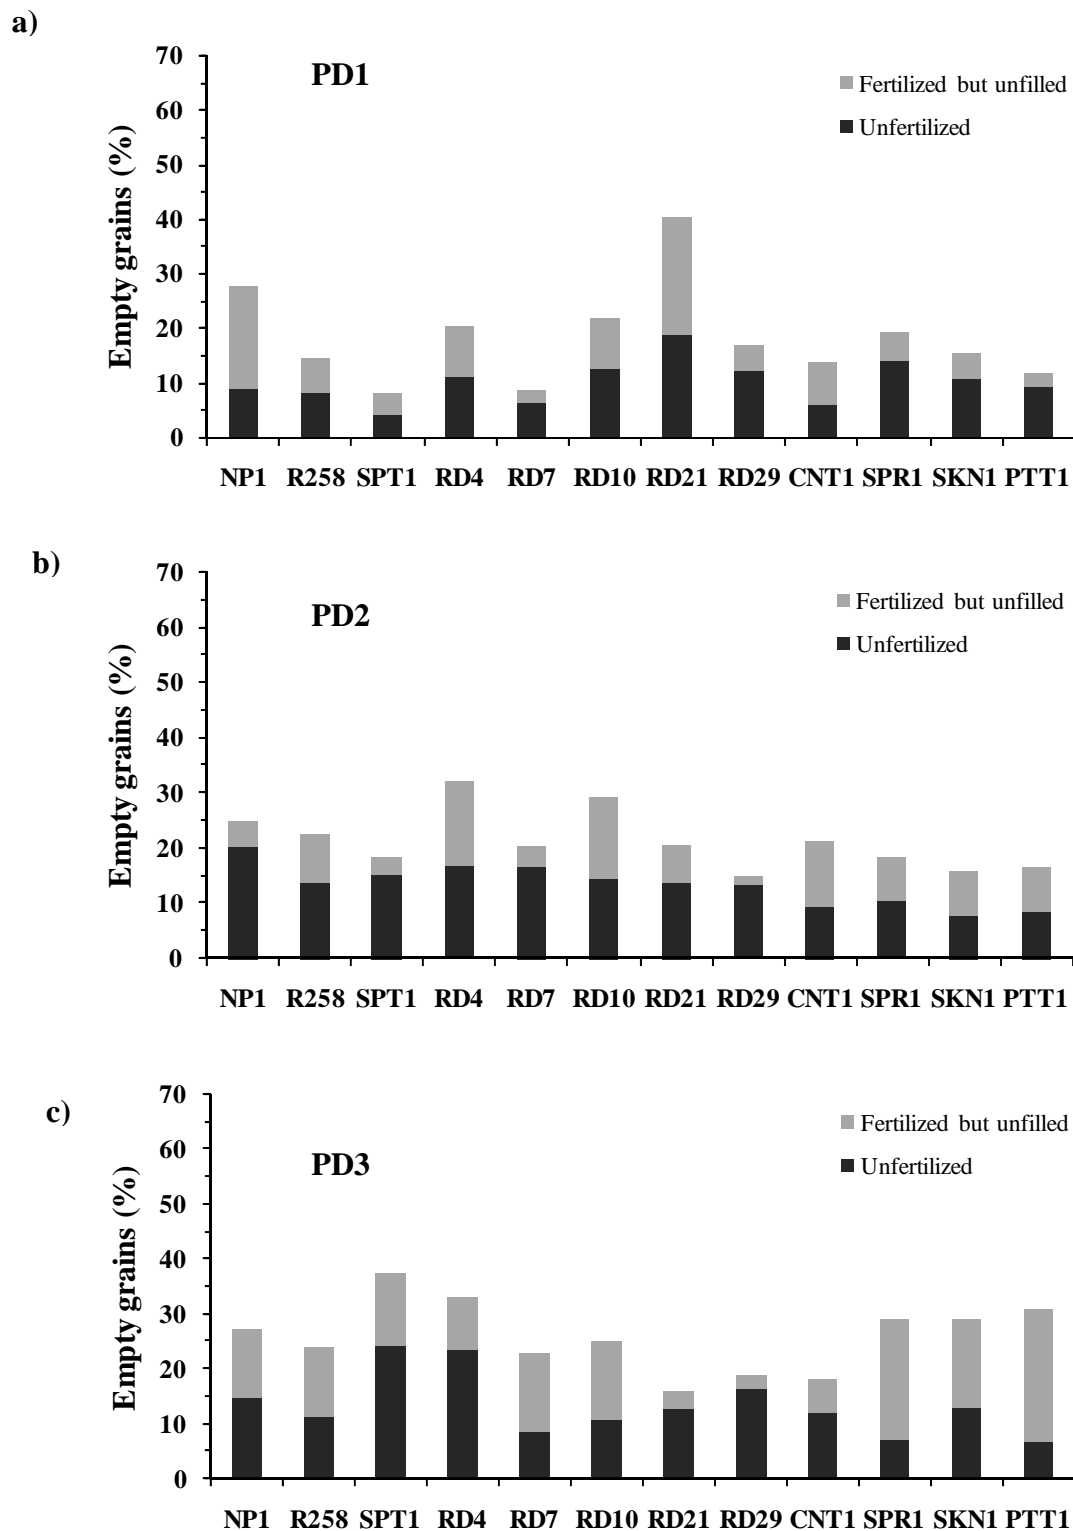 a)
PD1
Fertilized but unfilled
Unfertilized
Empty grains (%)
70
60
50
40
30
20
10
0
NP1 R258 SPT1 RD4 RD7 RD10 RD21 RD29 CNT1 SPR1 SKN1 PTT1
b)
PD2
Fertilized but unfilled
Unfertilized
Empty grains (%)
70
60
50
40
30
20
10
0
NP1 R258 SPT1 RD4 RD7 RD10 RD21 RD29 CNT1 SPR1 SKN1 PTT1
c)
PD3
Fertilized but unfilled
Unfertilized
Empty grains (%)
70
60
50
40
30
20
10
0
NP1 R258 SPT1 RD4 RD7 RD10 RD21 RD29 CNT1 SPR1 SKN1 PTT1